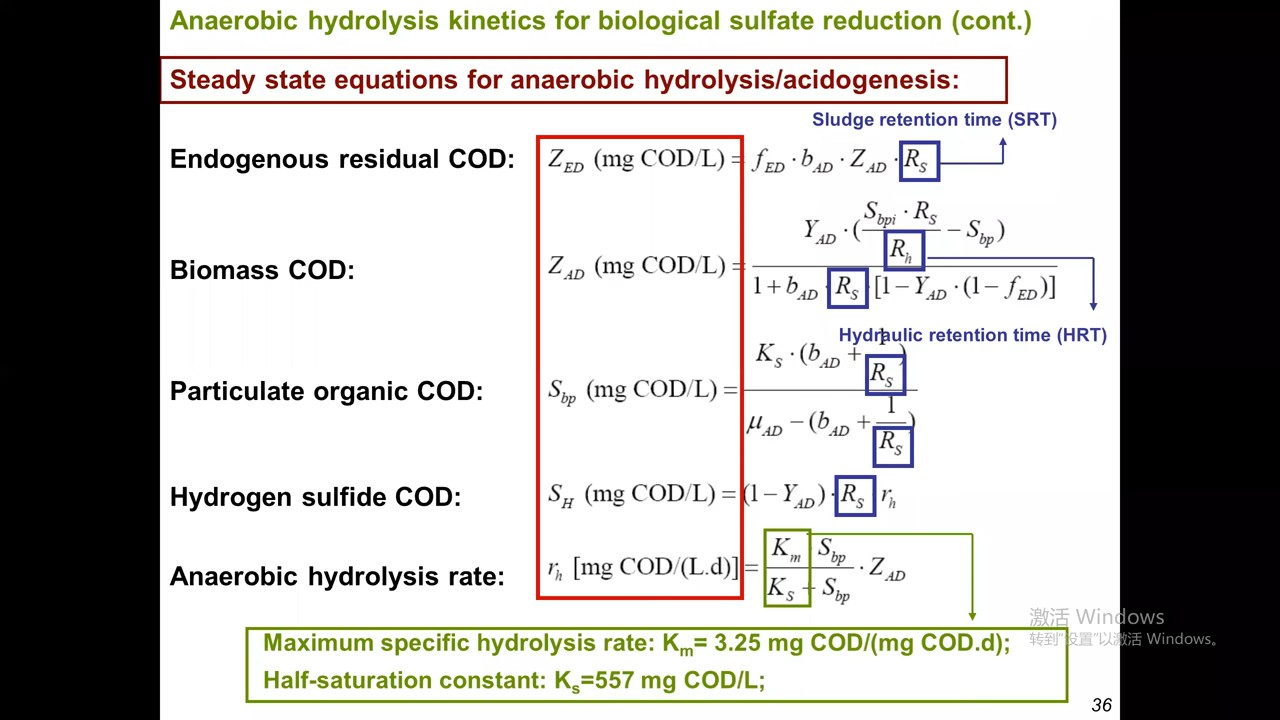 Anaerobic hydrolysis kinetics for biological sulfate reduction (cont.)
Steady state equations for anaerobic hydrolysis/acidogenesis:
Sludge retention time (SRT)
Endogenous residual COD: Z_ED (mg COD/L) = f_ED · b_AD · Z_AD · R_S
Biomass COD: Z_AD (mg COD/L) = Y_AD · (S_bpi · R_S / R_h − S_bp) / 1 + b_AD · R_S · [1 − Y_AD · (1 − f_ED)]
Hydraulic retention time (HRT)
Particulate organic COD: S_bp (mg COD/L) = K_S · (b_AD + 1 / R_S) / μ_AD − (b_AD + 1 / R_S)
Hydrogen sulfide COD: S_H (mg COD/L) = (1 − Y_AD) · R_S r_h
Anaerobic hydrolysis rate: r_h [mg COD/(L.d)] = K_m S_bp / K_S + S_bp · Z_AD
激活 Windows
转到“设置”以激活 Windows。
Maximum specific hydrolysis rate: K_m= 3.25 mg COD/(mg COD.d);
Half-saturation constant: K_s=557 mg COD/L;
36